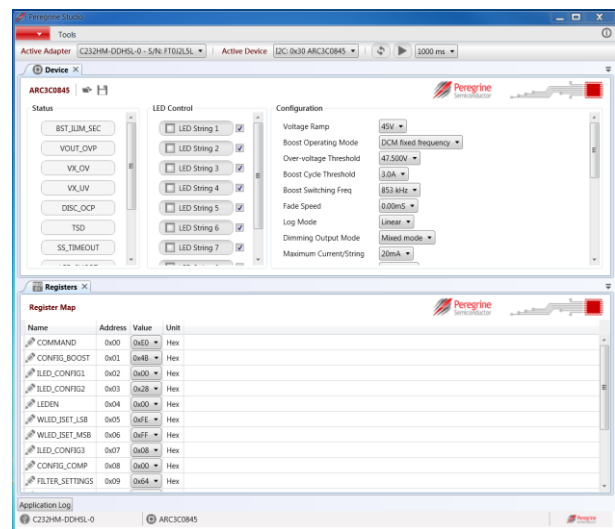 Peregrine Studio
Tools
Active Adapter C232HM-DDHSL-0 - S/N: FT0J2L5L Active Device I2C: 0x30 ARC3C0845 1000 ms
Device
ARC3C0845
Peregrine
Semiconductor
Status
BST_ILIM_SEC
VOUT_OVP
VX_OV
VX_UV
DISC_OCP
TSD
SS_TIMEOUT
LED Control
LED String 1
LED String 2
LED String 3
LED String 4
LED String 5
LED String 6
LED String 7
Configuration
Voltage Ramp 45V
Boost Operating Mode DCM fixed frequency
Over-voltage Threshold 47.500V
Boost Cycle Threshold 3.0A
Boost Switching Freq 853 kHz
Fade Speed 0.00mS
Log Mode Linear
Dimming Output Mode Mixed mode
Maximum Current/String 20mA
Registers
Register Map
Peregrine
Semiconductor
Name Address Value Unit
COMMAND 0x00 0xE0 Hex
CONFIG_BOOST 0x01 0x4B Hex
ILED_CONFIG1 0x02 0x00 Hex
ILED_CONFIG2 0x03 0x28 Hex
LEDEN 0x04 0x00 Hex
WLED_ISET_LSB 0x05 0xFE Hex
WLED_ISET_MSB 0x06 0xFF Hex
ILED_CONFIG3 0x07 0x08 Hex
CONFIG_COMP 0x08 0x00 Hex
FILTER_SETTINGS 0x09 0x64 Hex
Application Log
C232HM-DDHSL-0 ARC3C0845
Peregrine